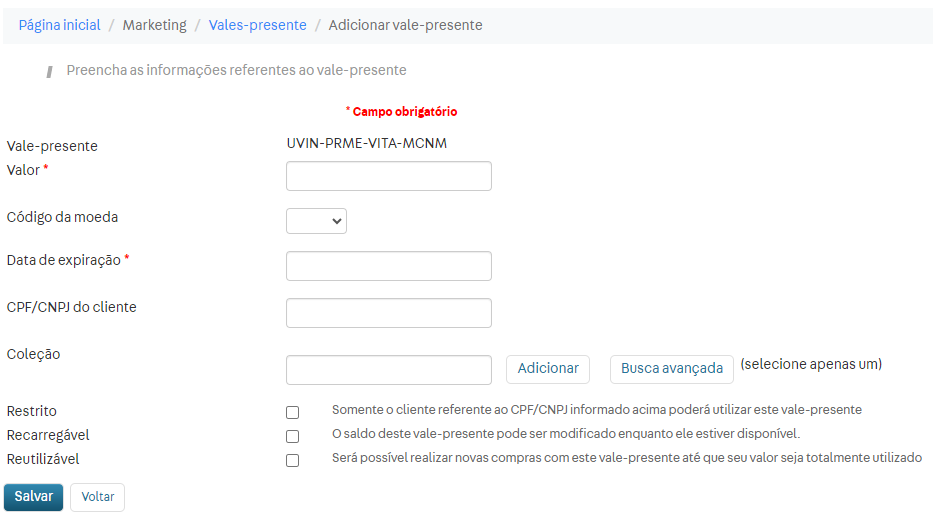 Página inicial / Marketing / Vales-presente / Adicionar vale-presente
Preencha as informações referentes ao vale-presente
* Campo obrigatório
Vale-presente UVIN-PRME-VITA-MCNM
Valor *
Código da moeda
Data de expiração *
CPF/CNPJ do cliente
Coleção Adicionar Busca avançada (selecione apenas um)
Restrito Somente o cliente referente ao CPF/CNPJ informado acima poderá utilizar este vale-presente
Recarregável O saldo deste vale-presente pode ser modificado enquanto ele estiver disponível.
Reutilizável Será possível realizar novas compras com este vale-presente até que seu valor seja totalmente utilizado
Salvar Voltar